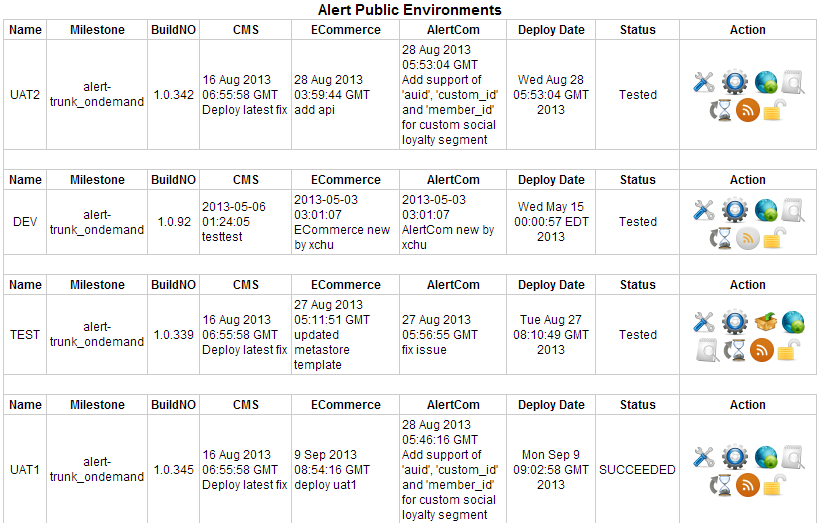 Alert Public Environments
Name Milestone BuildNO CMS ECommerce AlertCom Deploy Date Status Action
UAT2
alert-
trunk_ondemand
1.0.342
16 Aug 2013
06:55:58 GMT
Deploy latest fix
28 Aug 2013
03:59:44 GMT
add api
28 Aug 2013
05:53:04 GMT
Add support of
'auid', 'custom_id'
and 'member_id'
for custom social
loyalty segment
Wed Aug 28
05:53:04 GMT
2013
Tested
Name Milestone BuildNO CMS ECommerce AlertCom Deploy Date Status Action
DEV
alert-
trunk_ondemand
1.0.92
2013-05-06
01:24:05
testtest
2013-05-03
03:01:07
ECommerce new
by xchu
2013-05-03
03:01:07
AlertCom new by
xchu
Wed May 15
00:00:57 EDT
2013
Tested
Name Milestone BuildNO CMS ECommerce AlertCom Deploy Date Status Action
TEST
alert-
trunk_ondemand
1.0.339
16 Aug 2013
06:55:58 GMT
Deploy latest fix
27 Aug 2013
05:11:51 GMT
updated
metastore
template
27 Aug 2013
05:56:55 GMT
fix issue
Tue Aug 27
08:10:49 GMT
2013
Tested
Name Milestone BuildNO CMS ECommerce AlertCom Deploy Date Status Action
UAT1
alert-
trunk_ondemand
1.0.345
16 Aug 2013
06:55:58 GMT
Deploy latest fix
9 Sep 2013
08:54:16 GMT
deploy uat1
28 Aug 2013
05:46:16 GMT
Add support of
'auid', 'custom_id'
and 'member_id'
for custom social
loyalty segment
Mon Sep 9
09:02:58 GMT
2013
SUCCEEDED